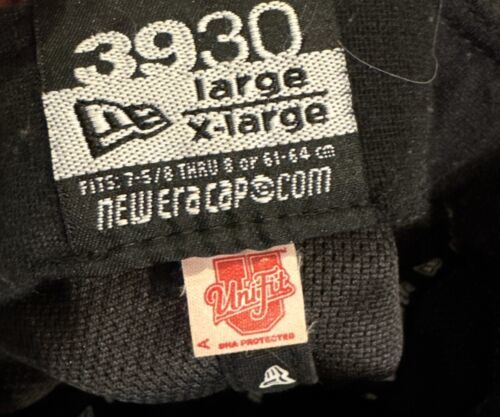 3930
large
x-large
FITS: 7-5/8 THRU 8 or 61-64 cm
neweracap.com
U
UniFit
A
DNA PROTECTED